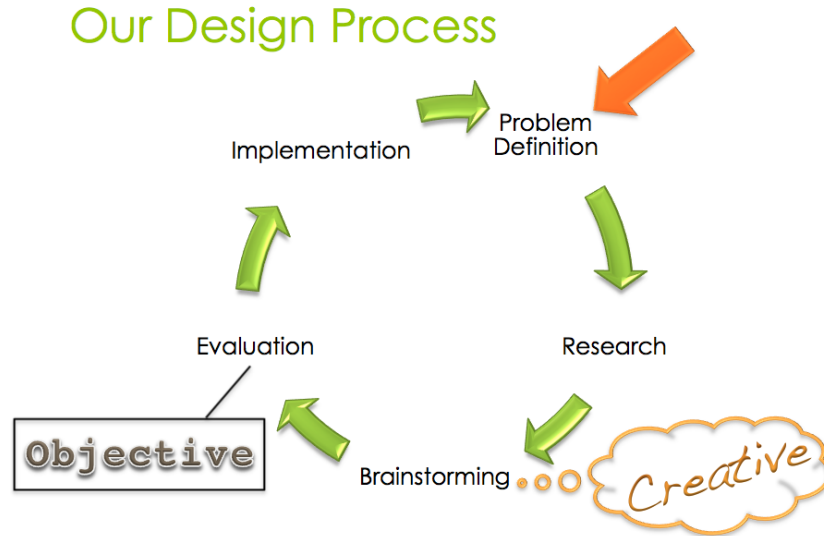 Our Design Process
Problem
Definition
Implementation
Evaluation
Research
Objective
Brainstorming
Creative